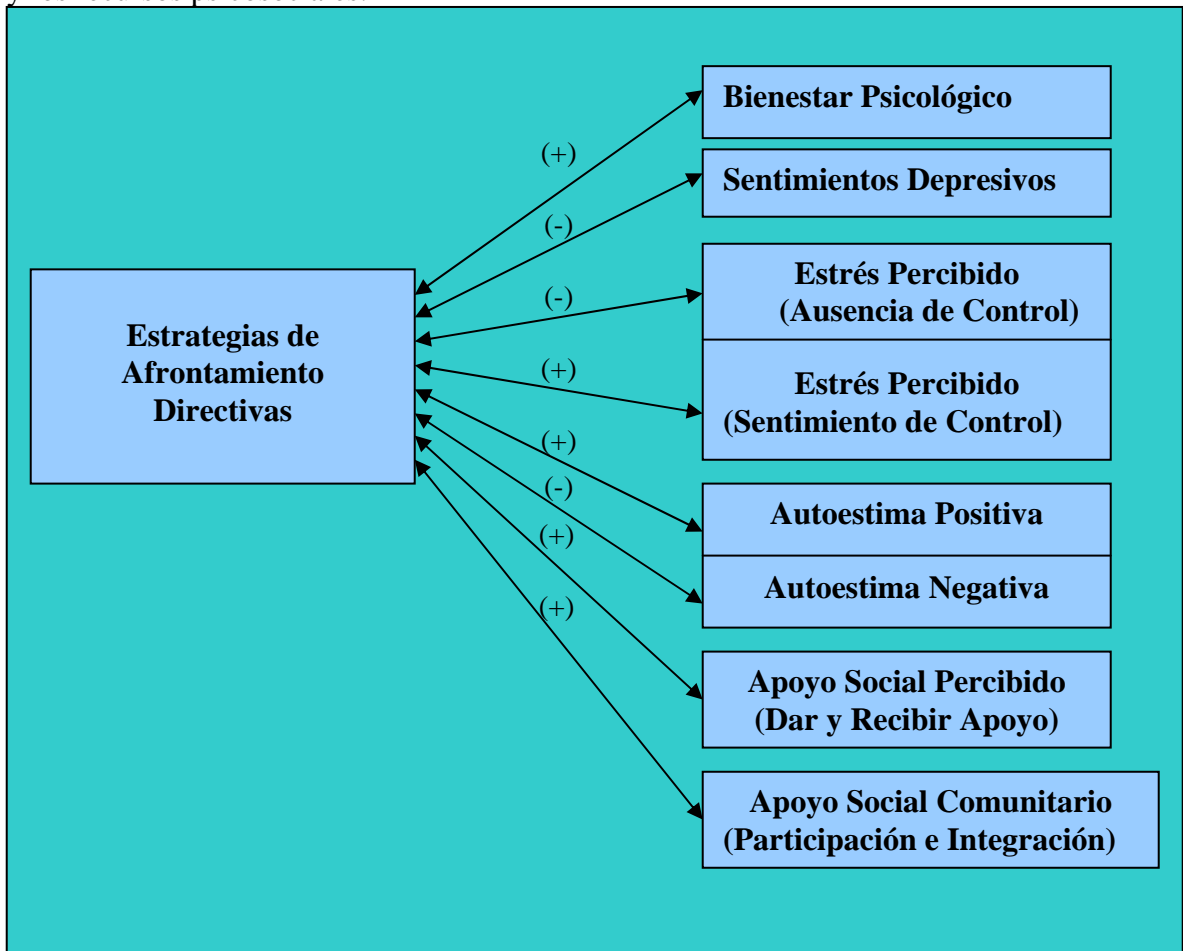 Bienestar Psicológico
(+)
Sentimientos Depresivos
(-)
Estrés Percibido
(Ausencia de Control)
(-)
Estrategias de
Afrontamiento
Directivas
Estrés Percibido
(Sentimiento de Control)
(+)
(+)
Autoestima Positiva
(-)
(+)
Autoestima Negativa
(+)
Apoyo Social Percibido
(Dar y Recibir Apoyo)
Apoyo Social Comunitario
(Participación e Integración)